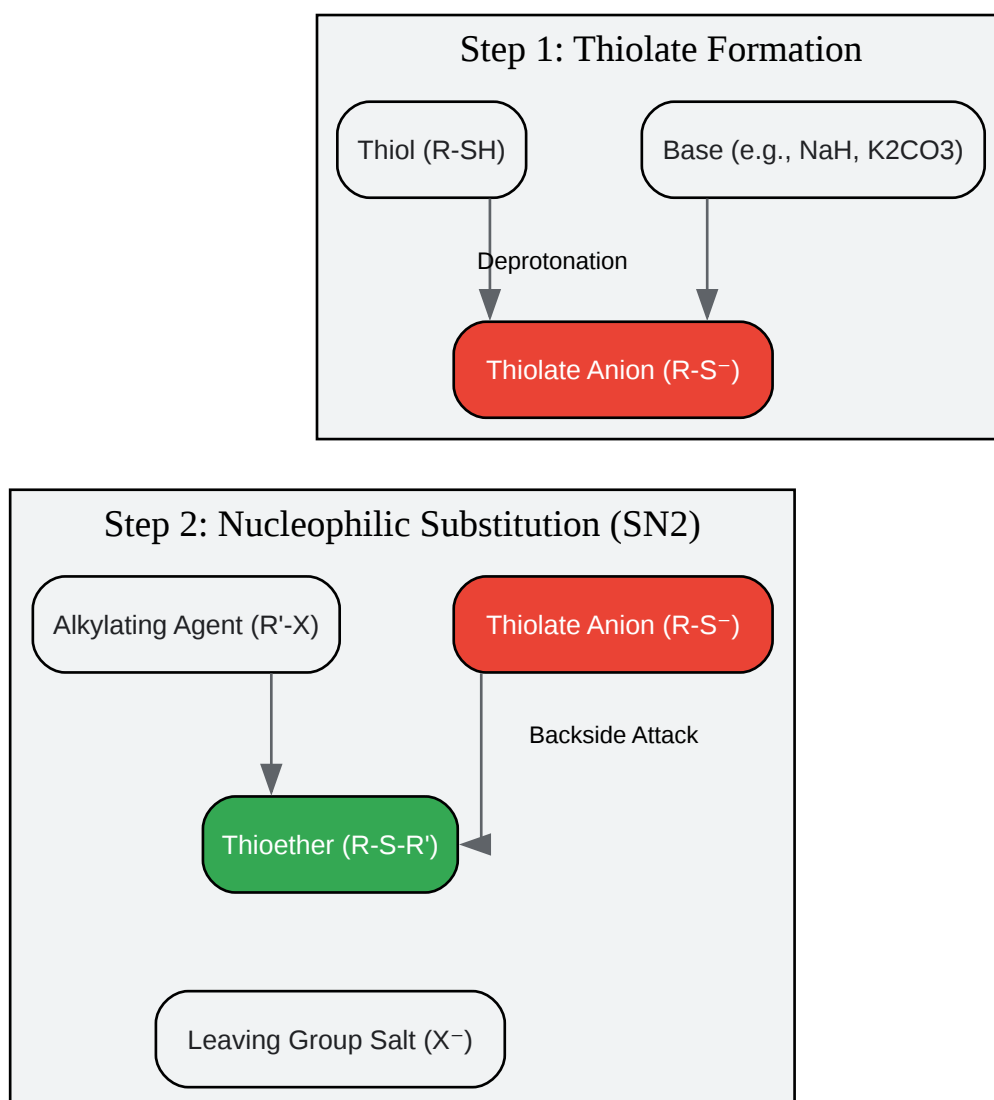 Step 1: Thiolate Formation
Thiol (R-SH)
Base (e.g., NaH, K2CO3)
Deprotonation
Thiolate Anion (R-S⁻)
Step 2: Nucleophilic Substitution (SN2)
Alkylating Agent (R'-X)
Thiolate Anion (R-S⁻)
Backside Attack
Thioether (R-S-R')
Leaving Group Salt (X⁻)